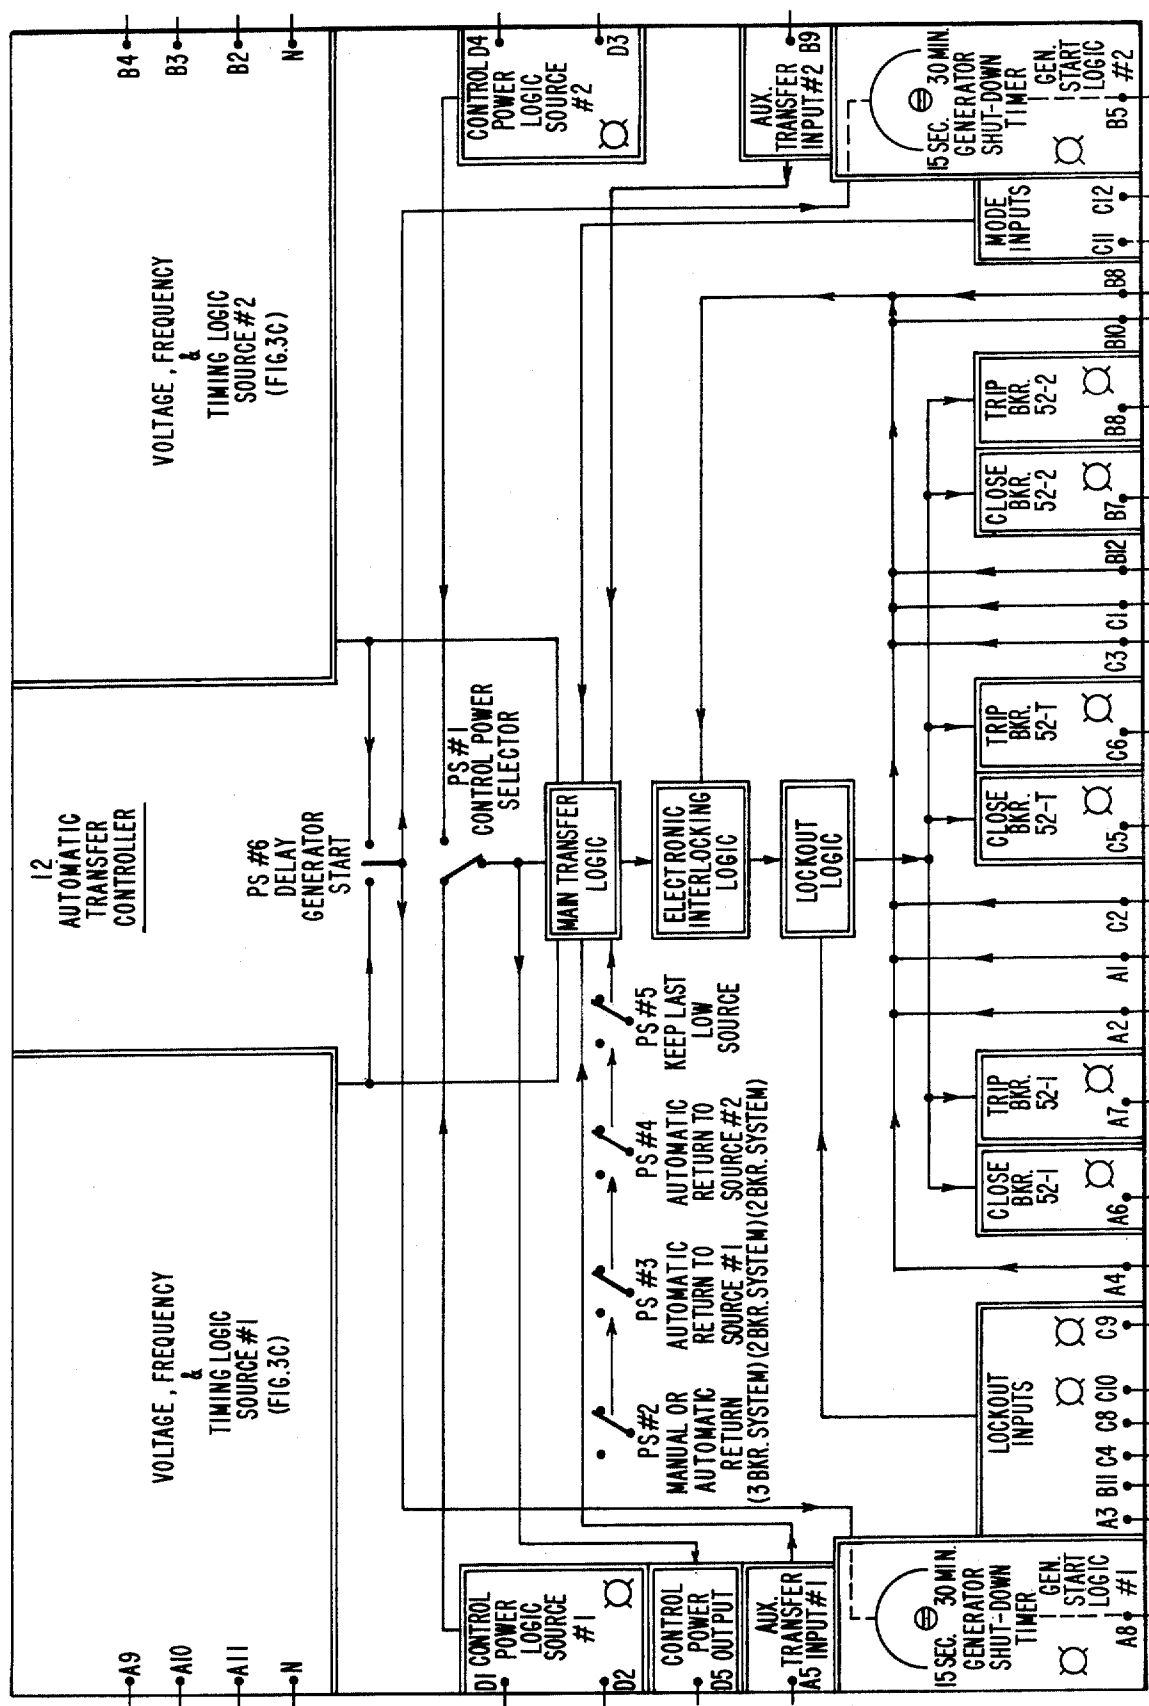 12
AUTOMATIC
TRANSFER
CONTROLLER
VOLTAGE, FREQUENCY
&
TIMING LOGIC
SOURCE #1
(FIG.3C)
A9
A10
A11
N
VOLTAGE, FREQUENCY
&
TIMING LOGIC
SOURCE #2
(FIG.3C)
B4
B3
B2
N
PS #6
DELAY
GENERATOR
START
PS #1
CONTROL POWER
SELECTOR
D1 CONTROL
POWER
LOGIC
SOURCE
#1
D2
CONTROL D4
POWER
LOGIC
SOURCE
#2
D3
CONTROL
POWER
D5 OUTPUT
AUX.
TRANSFER
A5 INPUT #1
AUX. B9
TRANSFER
INPUT #2
MAIN TRANSFER
LOGIC
ELECTRONIC
INTERLOCKING
LOGIC
LOCKOUT
LOGIC
PS #2
MANUAL OR
AUTOMATIC
RETURN
(3 BKR. SYSTEM)
PS #3
AUTOMATIC
RETURN TO
SOURCE #1
(2 BKR. SYSTEM)
PS #4
AUTOMATIC
RETURN TO
SOURCE #2
(2 BKR. SYSTEM)
PS #5
KEEP LAST
LOW
SOURCE
15 SEC. 30 MIN.
GENERATOR
SHUT-DOWN
TIMER
GEN.
START
LOGIC
#1
A8
LOCKOUT
INPUTS
A3 B11 C4 C8 C10 C9
A4
CLOSE
BKR.
52-1
A6
TRIP
BKR.
52-1
A7
A2
A1
C2
CLOSE
BKR.
52-T
C5
TRIP
BKR.
52-T
C6
C3
C1
B12
CLOSE
BKR.
52-2
B7
TRIP
BKR.
52-2
B8
B10
B8
MODE
INPUTS
C11 C12
15 SEC. 30 MIN.
GENERATOR
SHUT-DOWN
TIMER
GEN.
START
LOGIC
#2
B5